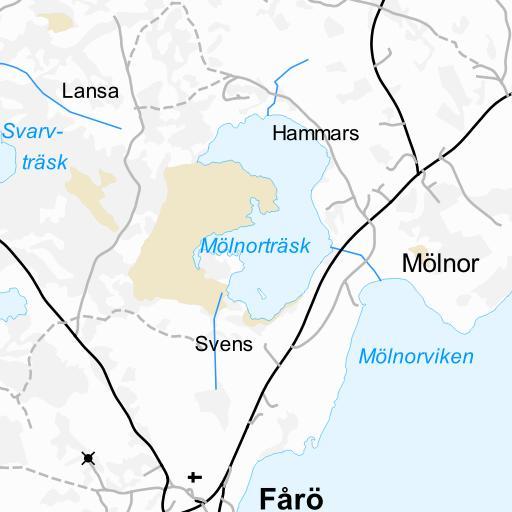 Lansa
Svarv-
träsk
Hammars
Mölnorträsk
Mölnor
Svens
Mölnorviken
Fårö